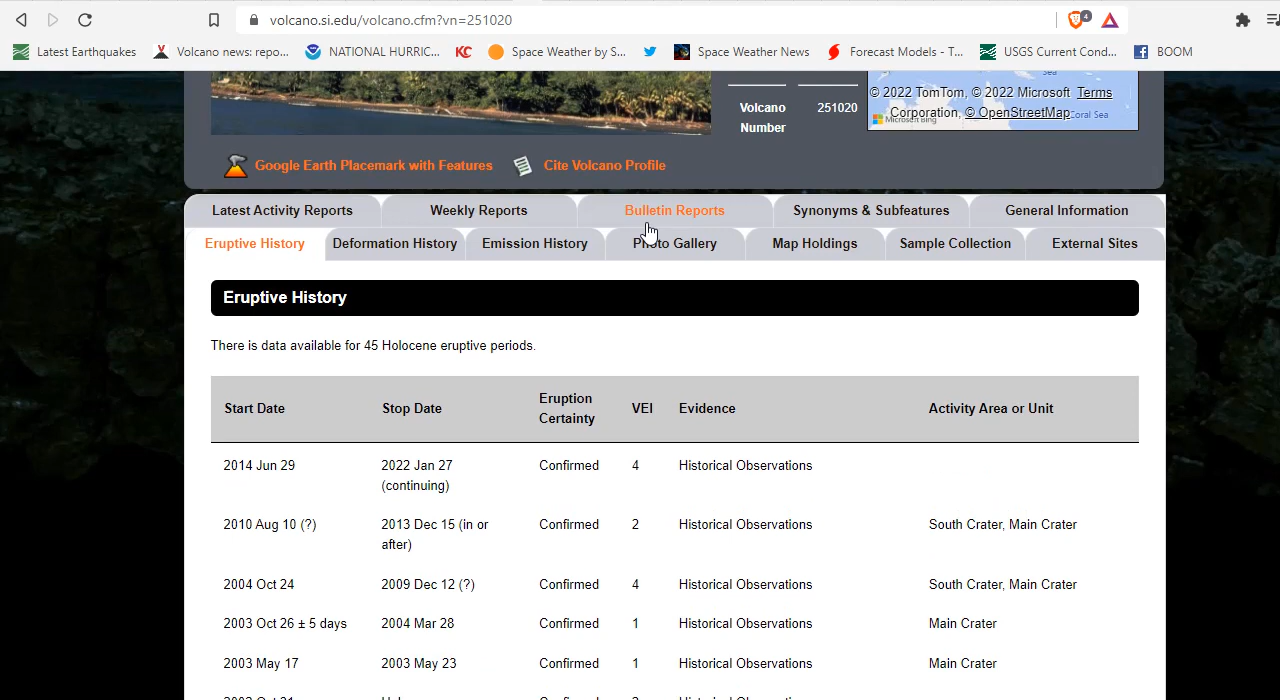 volcano.si.edu/volcano.cfm?vn=251020
4
Latest Earthquakes Volcano news: repo... NATIONAL HURRIC... KC Space Weather by S... Space Weather News Forecast Models - T... USGS Current Cond... BOOM
Sea
© 2022 TomTom, © 2022 Microsoft Terms
Corporation, © OpenStreetMap Coral Sea
Microsoft Bing
Volcano Number 251020
Google Earth Placemark with Features Cite Volcano Profile
Latest Activity Reports Weekly Reports Bulletin Reports Synonyms & Subfeatures General Information
Eruptive History Deformation History Emission History Photo Gallery Map Holdings Sample Collection External Sites
Eruptive History
There is data available for 45 Holocene eruptive periods.
Start Date Stop Date Eruption Certainty VEI Evidence Activity Area or Unit
2014 Jun 29 2022 Jan 27 (continuing) Confirmed 4 Historical Observations
2010 Aug 10 (?) 2013 Dec 15 (in or after) Confirmed 2 Historical Observations South Crater, Main Crater
2004 Oct 24 2009 Dec 12 (?) Confirmed 4 Historical Observations South Crater, Main Crater
2003 Oct 26 ± 5 days 2004 Mar 28 Confirmed 1 Historical Observations Main Crater
2003 May 17 2003 May 23 Confirmed 1 Historical Observations Main Crater